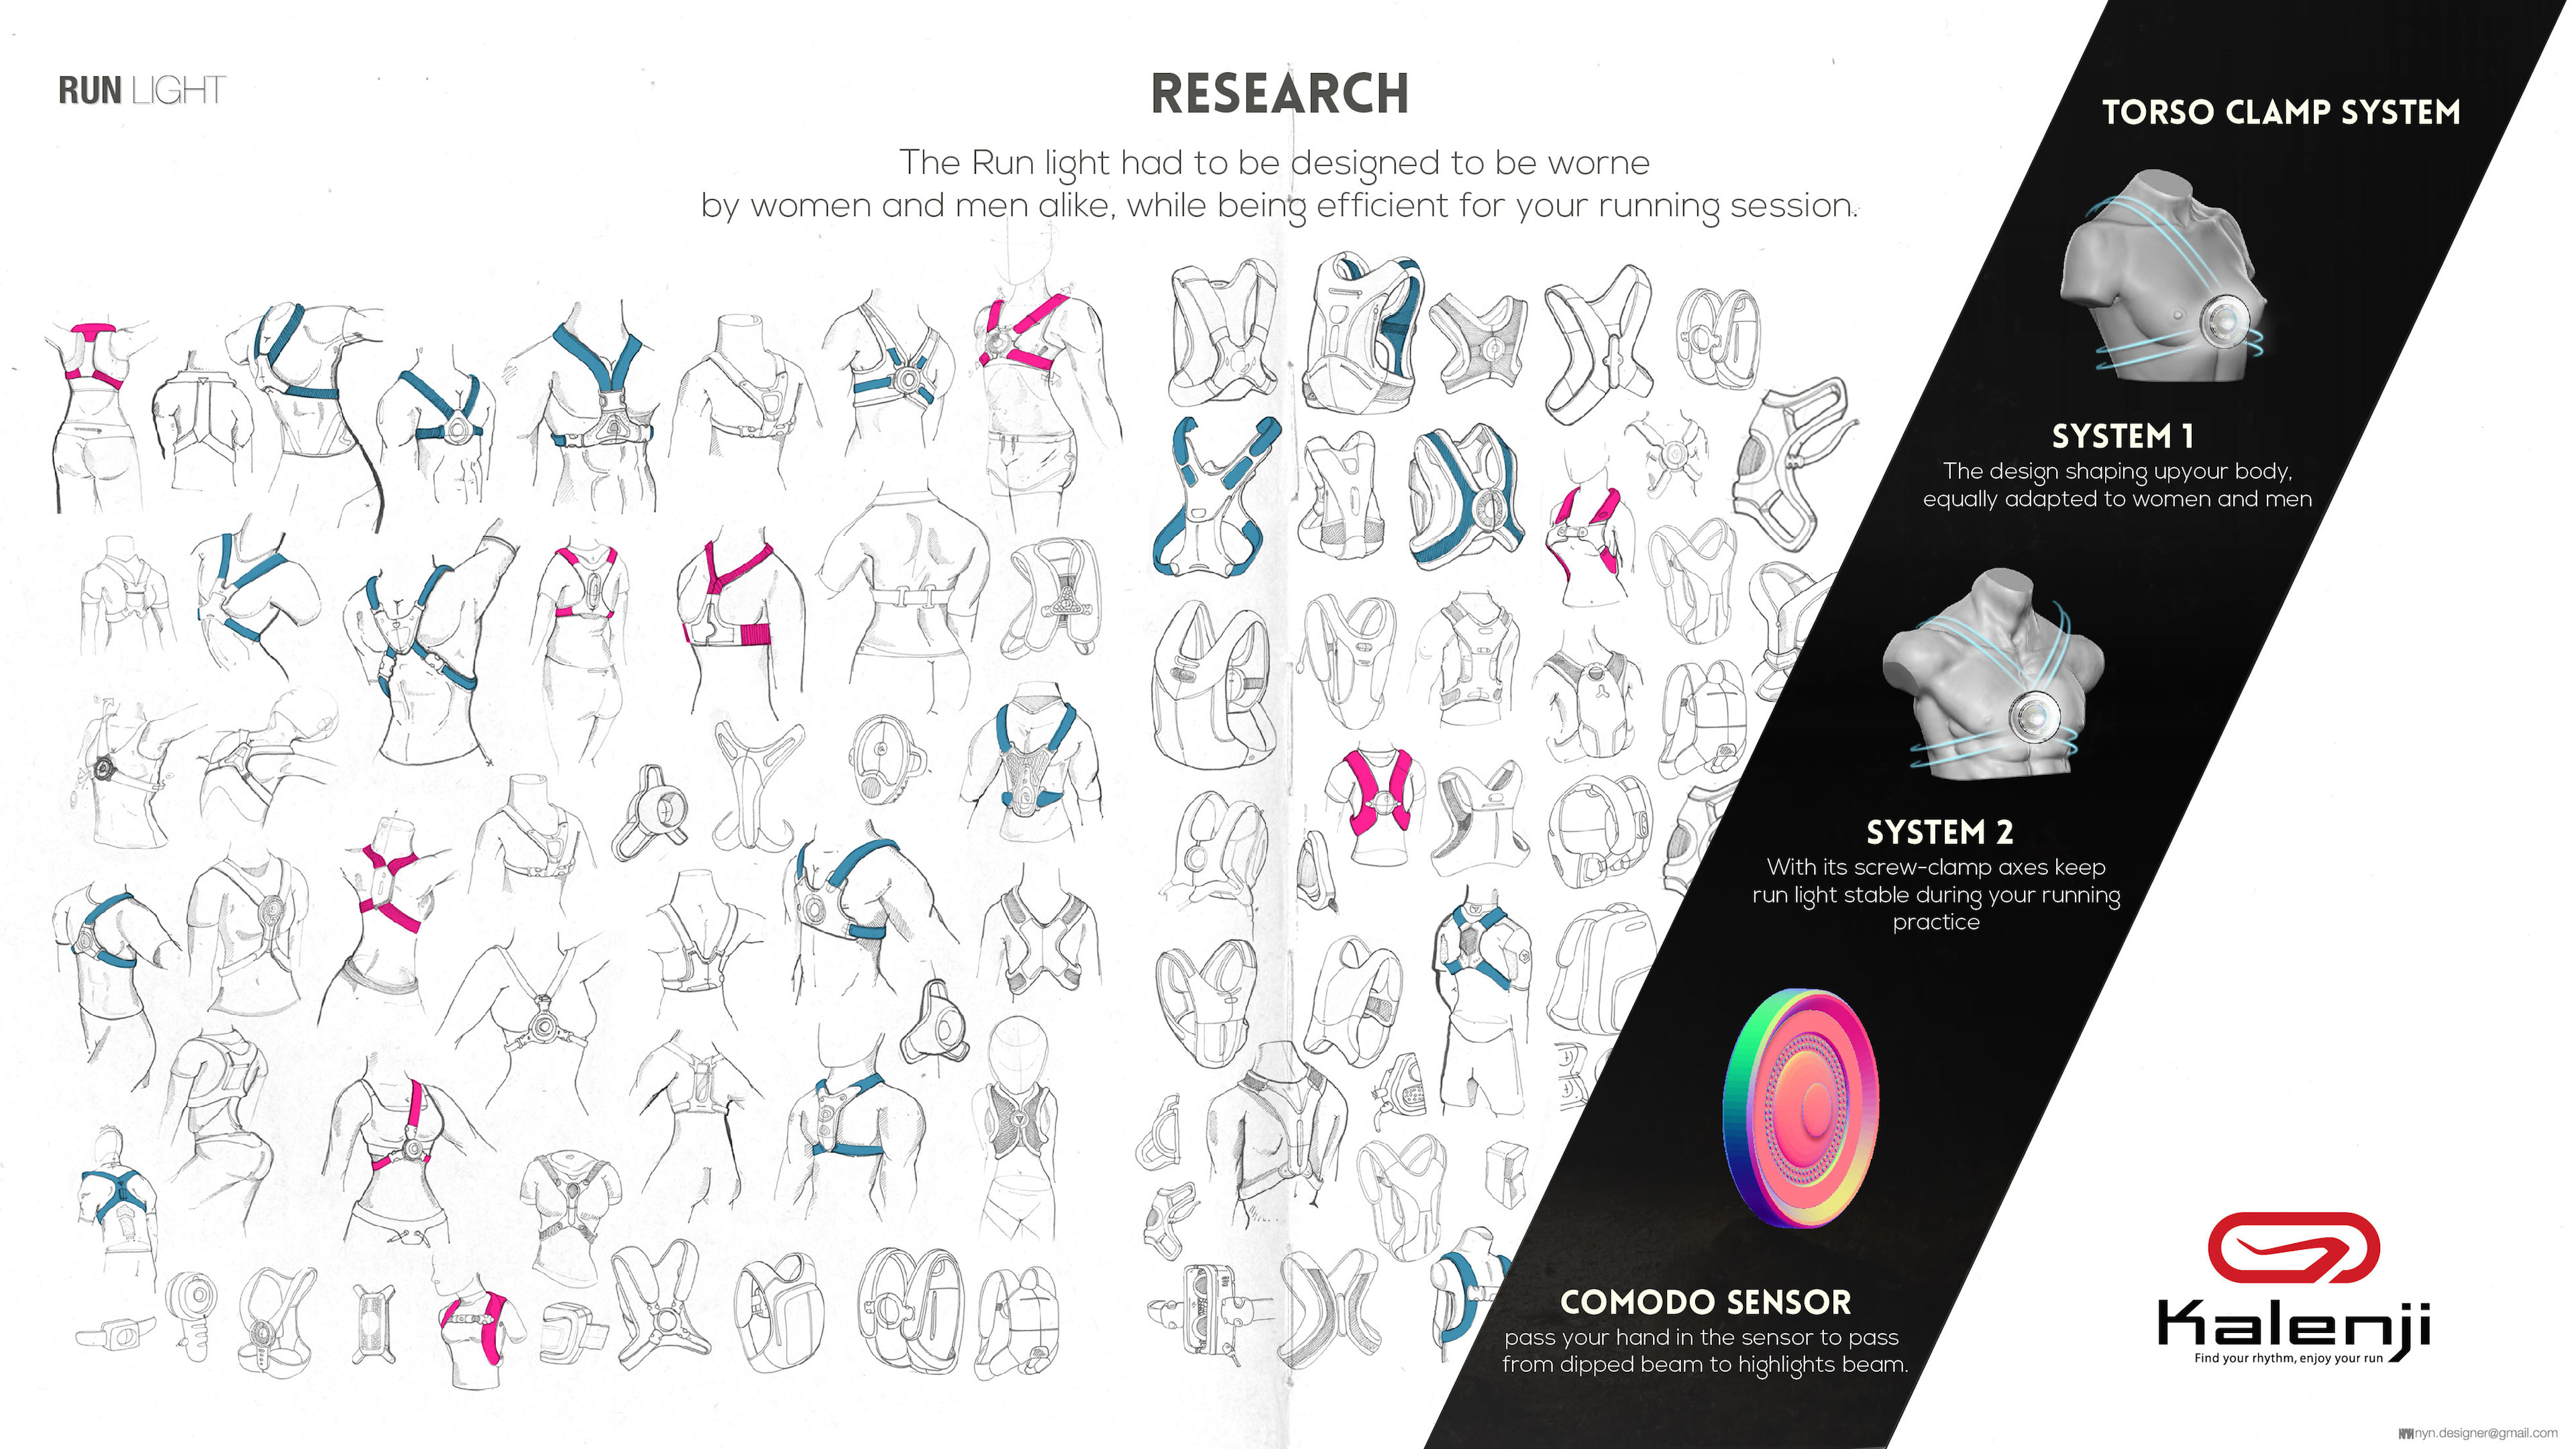 RUN LIGHT
RESEARCH
The Run light had to be designed to be worne
by women and men alike, while being efficient for your running session.
TORSO CLAMP SYSTEM
SYSTEM 1
The design shaping upyour body,
equally adapted to women and men
SYSTEM 2
With its screw-clamp axes keep
run light stable during your running
practice
COMODO SENSOR
pass your hand in the sensor to pass
from dipped beam to highlights beam.
Kalenji
Find your rhythm, enjoy your run
nyn.designer@gmail.com